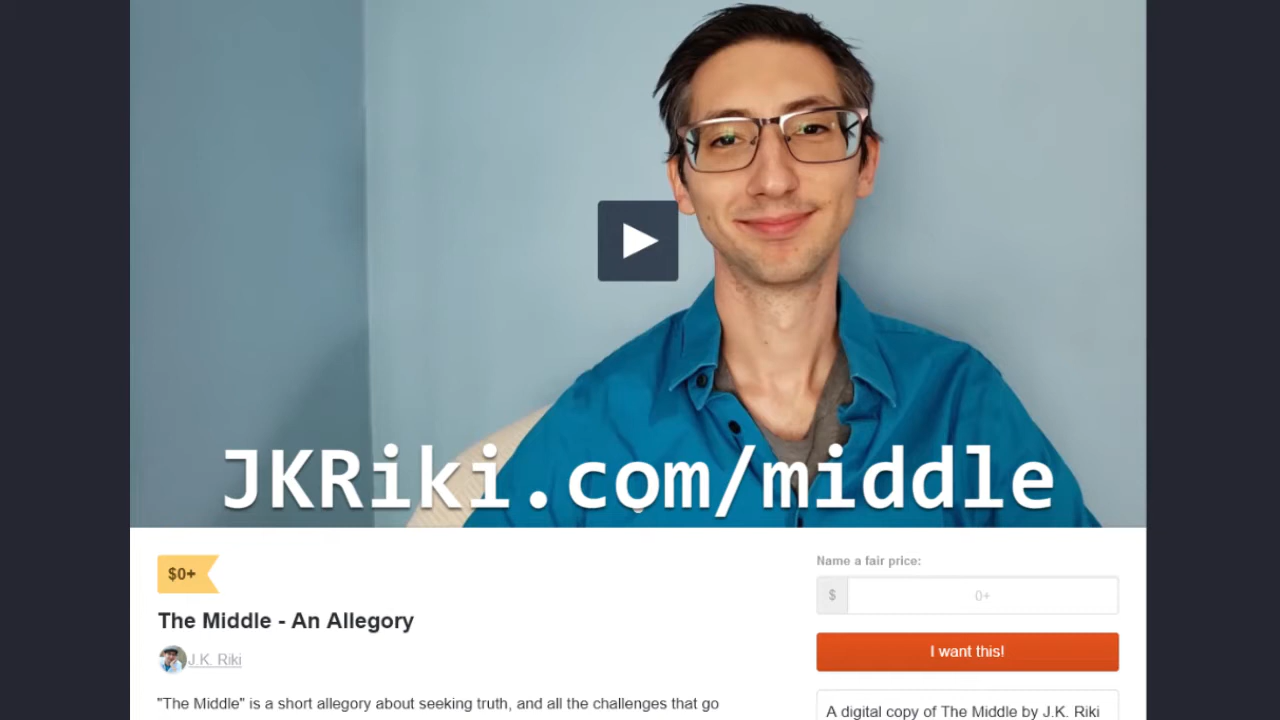 JKRiki.com/middle
$0+
Name a fair price:
$ 0+
The Middle - An Allegory
I want this!
J.K. Riki
"The Middle" is a short allegory about seeking truth, and all the challenges that go
A digital copy of The Middle by J.K. Riki